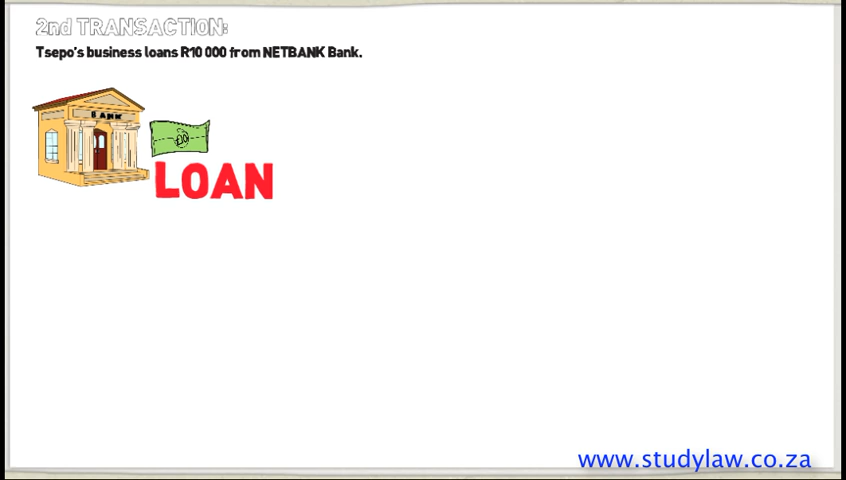 2nd TRANSACTION:
Tsepo's business loans R10 000 from NETBANK Bank.
BANK
LOAN
www.studylaw.co.za